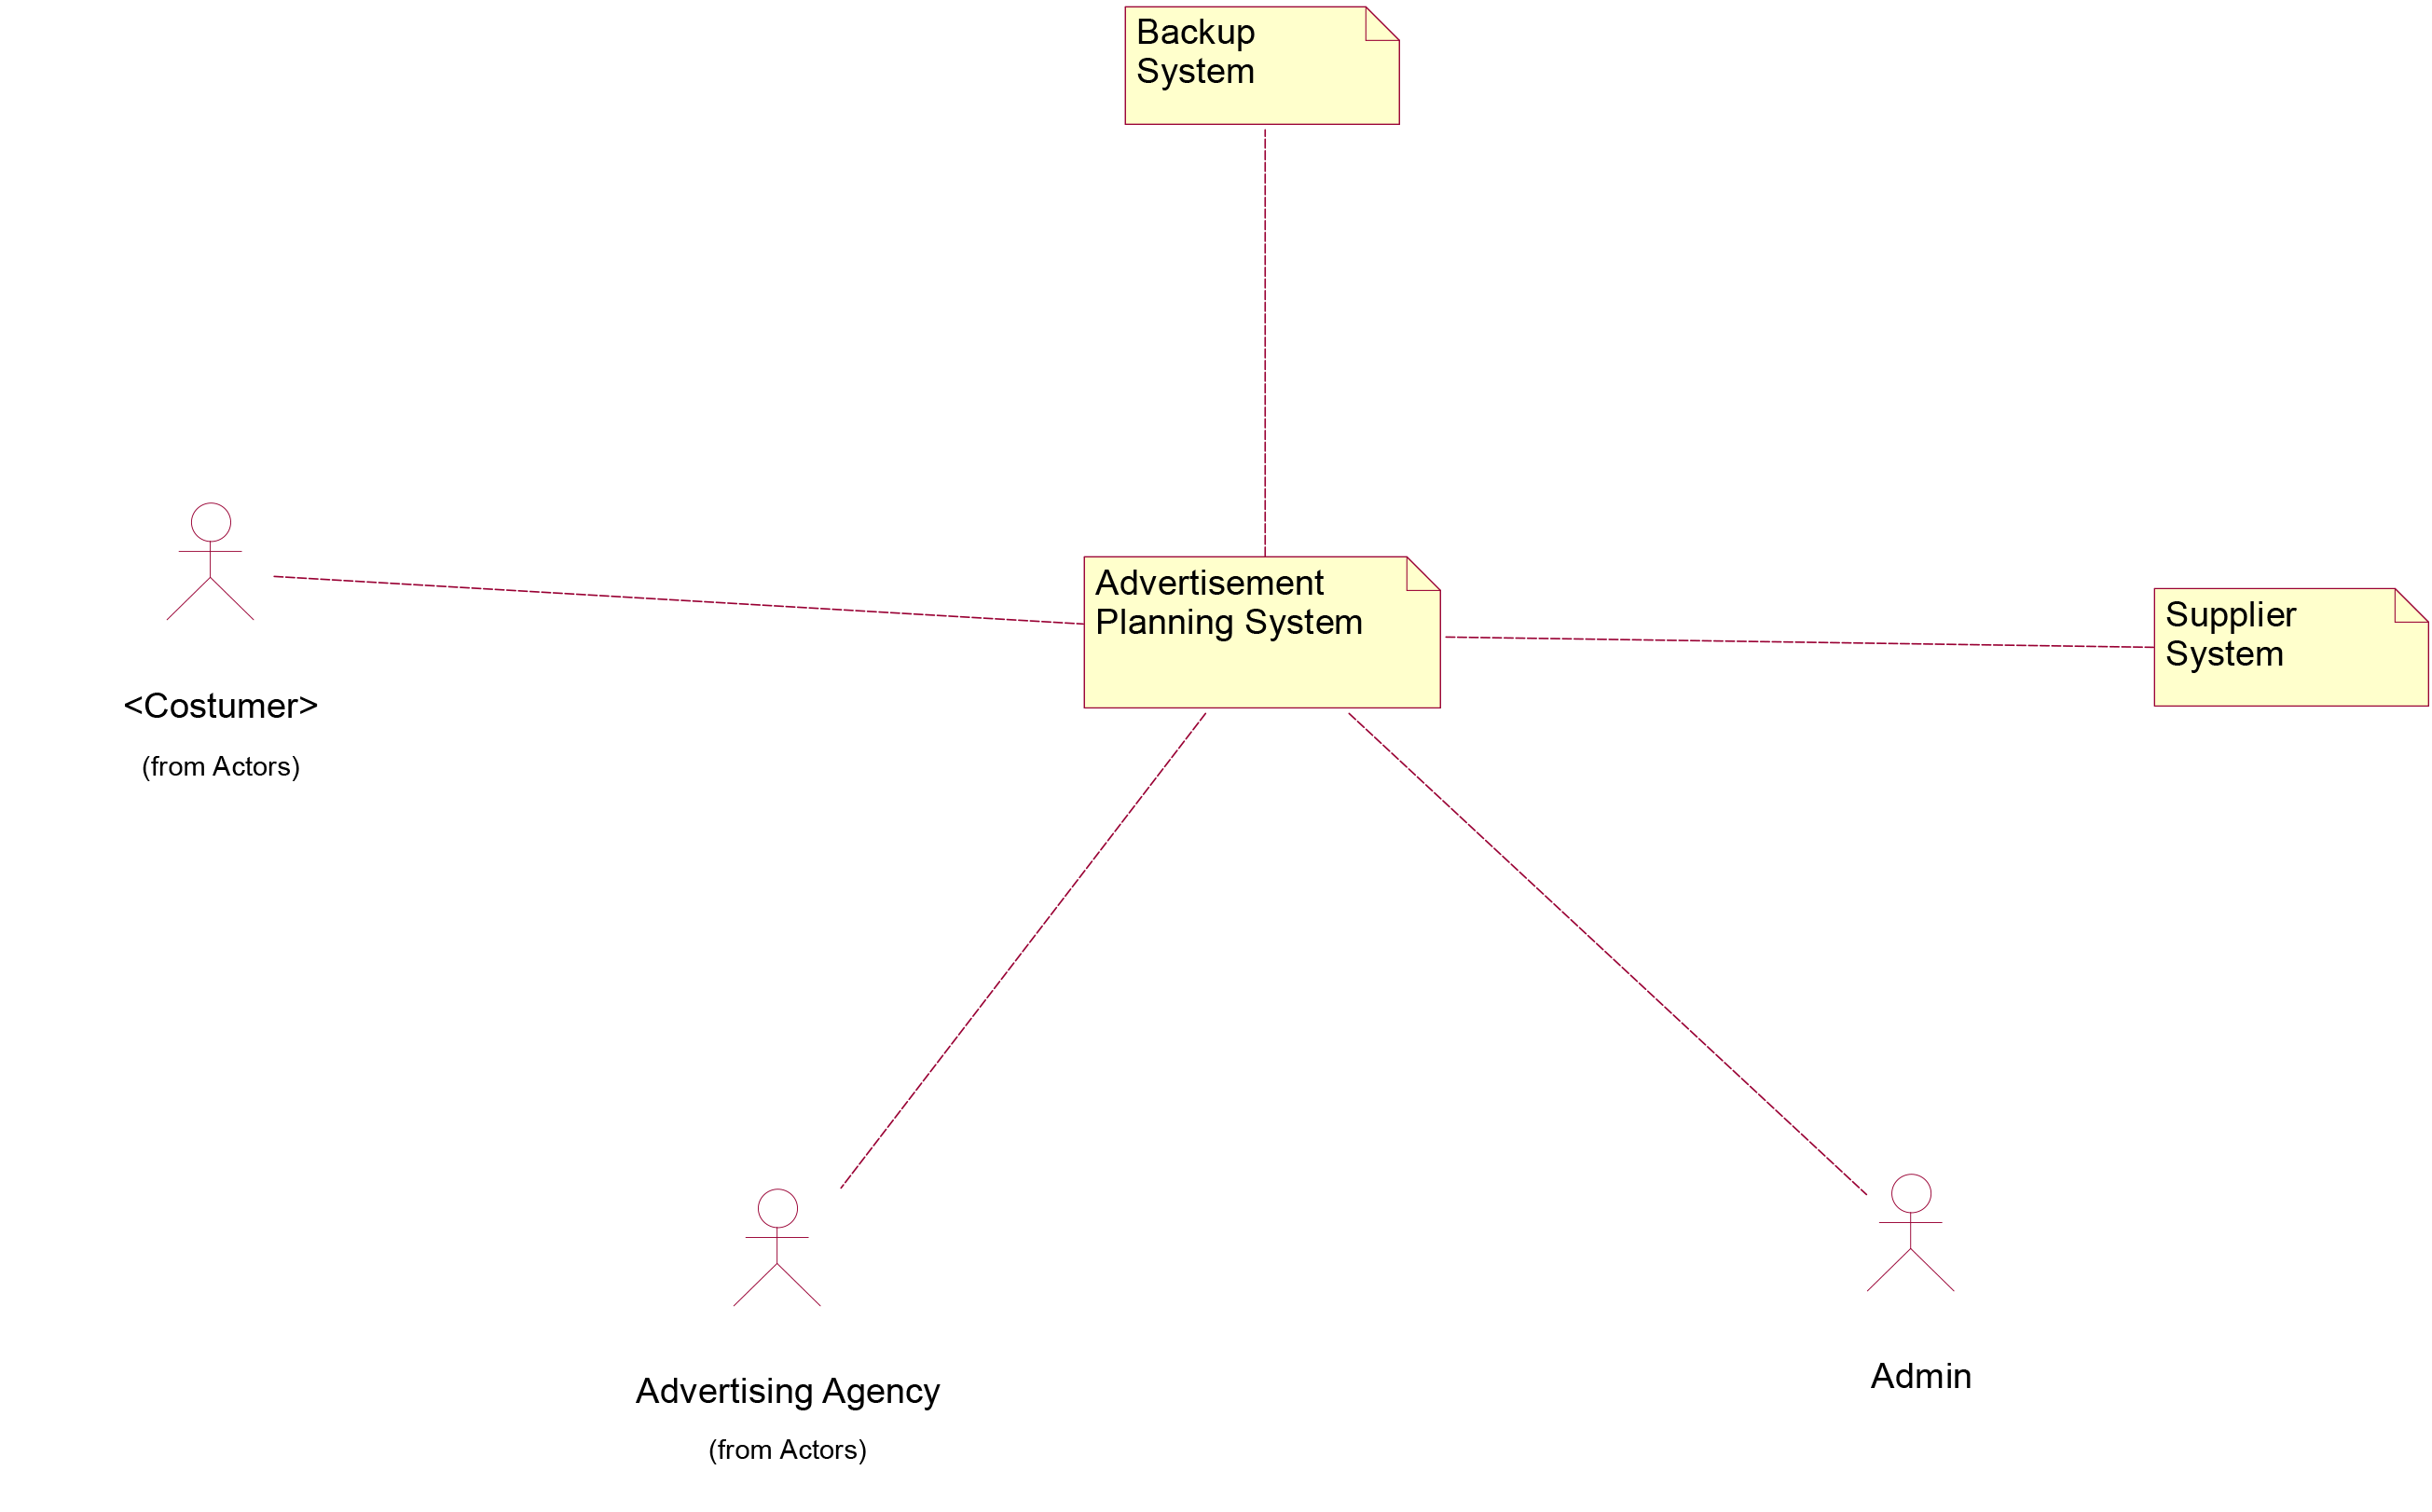 Backup
System
Advertisement
Planning System
Supplier
System
<Costumer>
(from Actors)
Advertising Agency
(from Actors)
Admin